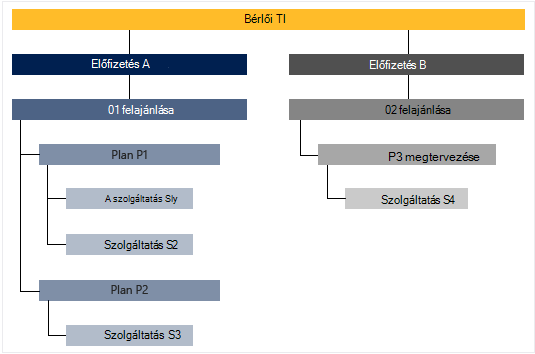 Bérlői TI
Előfizetés A
01 felajánlása
Plan P1
A szolgáltatás Sly
Szolgáltatás S2
Plan P2
Szolgáltatás S3
Előfizetés B
02 felajánlása
P3 megtervezése
Szolgáltatás S4